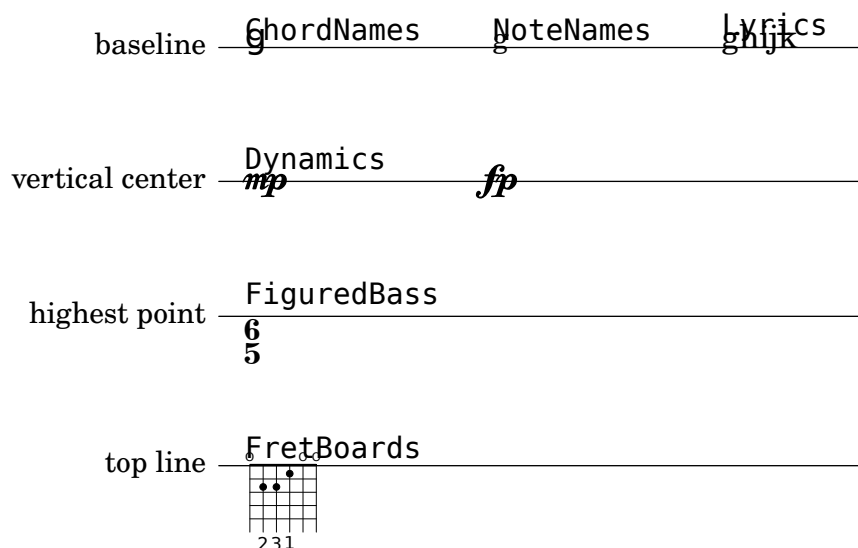 ChordNames NoteNames Lyrics
baseline g g ghijk
Dynamics
vertical center mp fp
FiguredBass
highest point
6
5
FretBoards
top line
o o o
231